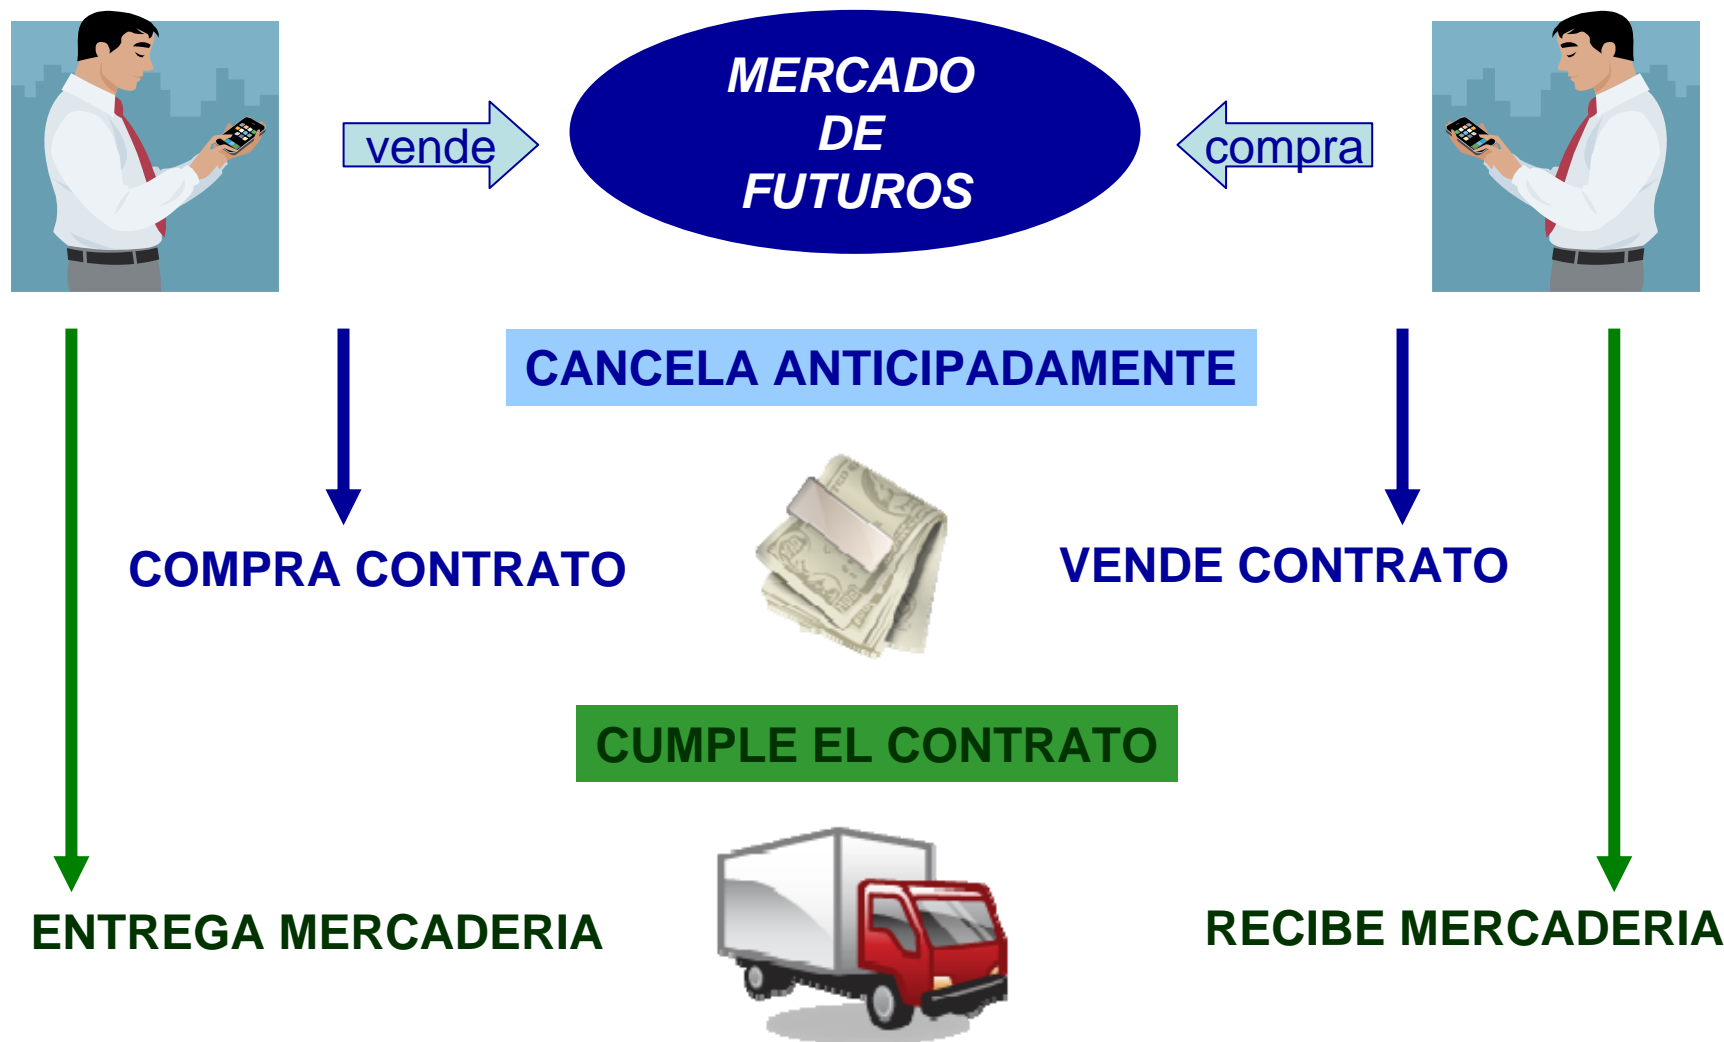 MERCADO
DE
FUTUROS
vende
compra
CANCELA ANTICIPADAMENTE
COMPRA CONTRATO
VENDE CONTRATO
CUMPLE EL CONTRATO
ENTREGA MERCADERIA
RECIBE MERCADERIA